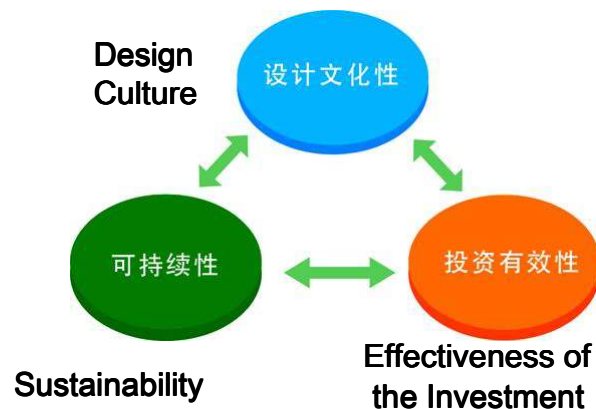 Design
Culture
设计文化性
可持续性
投资有效性
Sustainability
Effectiveness of
the Investment